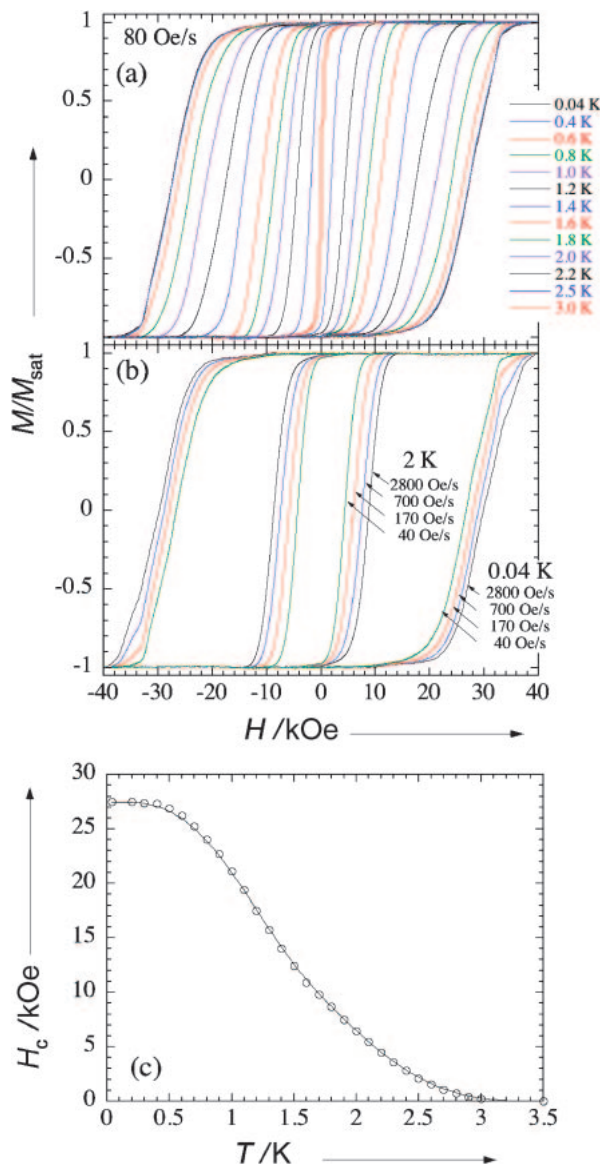 80 Oe/s
(a)
1
0.5
0
-0.5
0.04 K
0.4 K
0.6 K
0.8 K
1.0 K
1.2 K
1.4 K
1.6 K
1.8 K
2.0 K
2.2 K
2.5 K
3.0 K
M/Msat
(b)
1
0.5
0
-0.5
-1
2 K
2800 Oe/s
700 Oe/s
170 Oe/s
40 Oe/s
0.04 K
2800 Oe/s
700 Oe/s
170 Oe/s
40 Oe/s
-40 -30 -20 -10 0 10 20 30 40
H /kOe
30
25
20
15
10
5
0
Hc /kOe
(c)
0 0.5 1 1.5 2 2.5 3 3.5
T /K